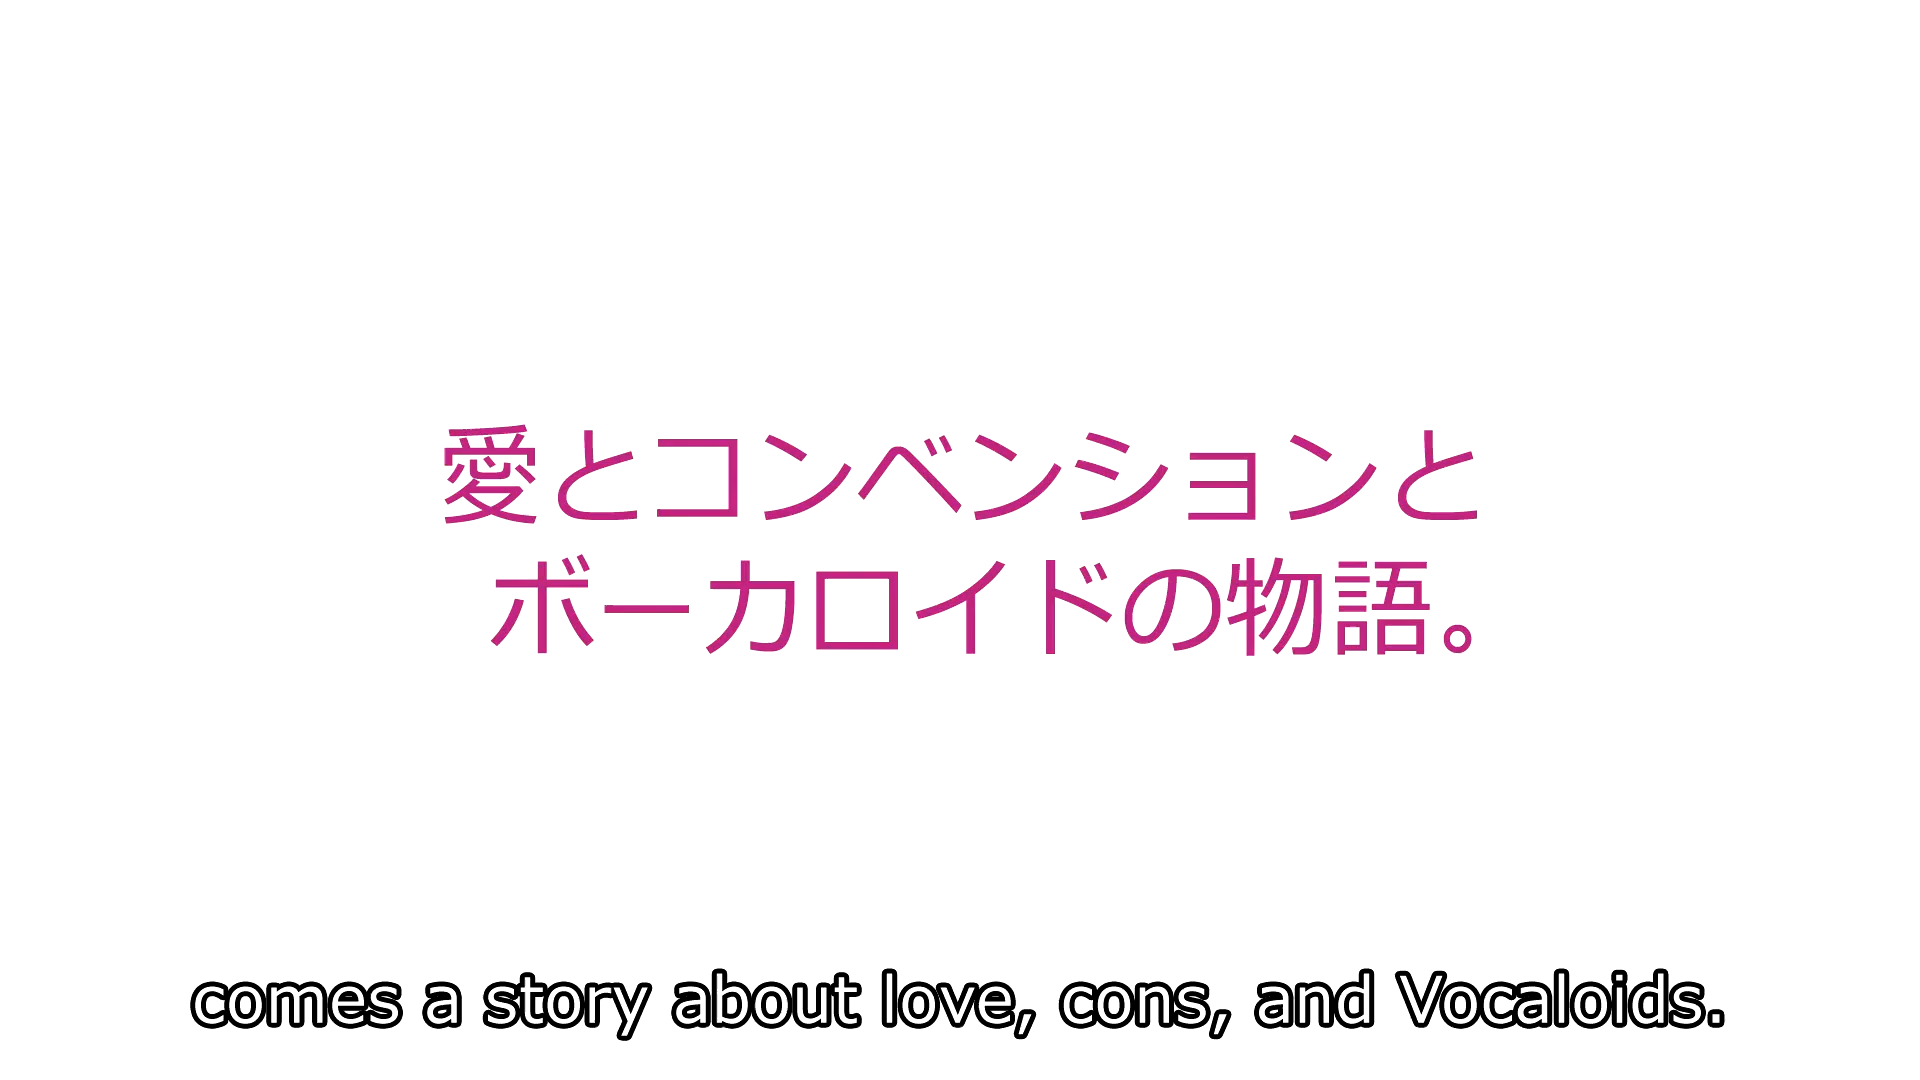 愛とコンベンションと
ボーカロイドの物語。
comes a story about love, cons, and Vocaloids.